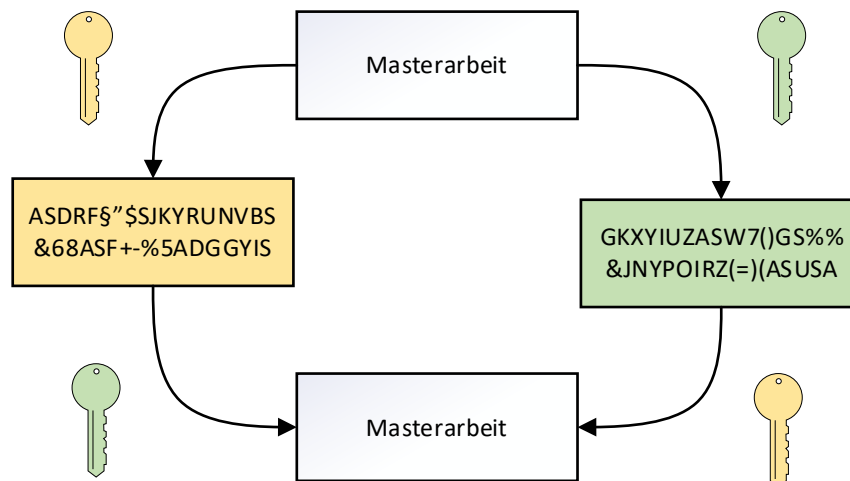 Masterarbeit
ASDRF§”$SJKYRUNVBS
&68ASF+-%5ADGGYIS
GKXYIUZASW7()GS%%
&JNYPOIRZ(=)(ASUSA
Masterarbeit